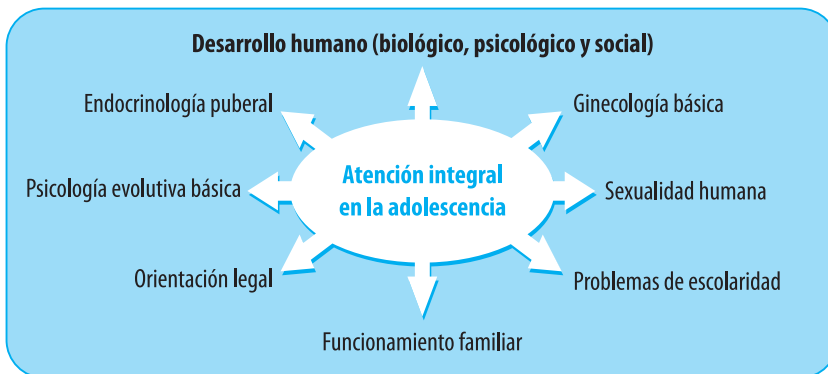 Desarrollo humano (biológico, psicológico y social)
Endocrinología puberal
Ginecología básica
Psicología evolutiva básica
Atención integral
en la adolescencia
Sexualidad humana
Orientación legal
Problemas de escolaridad
Funcionamiento familiar